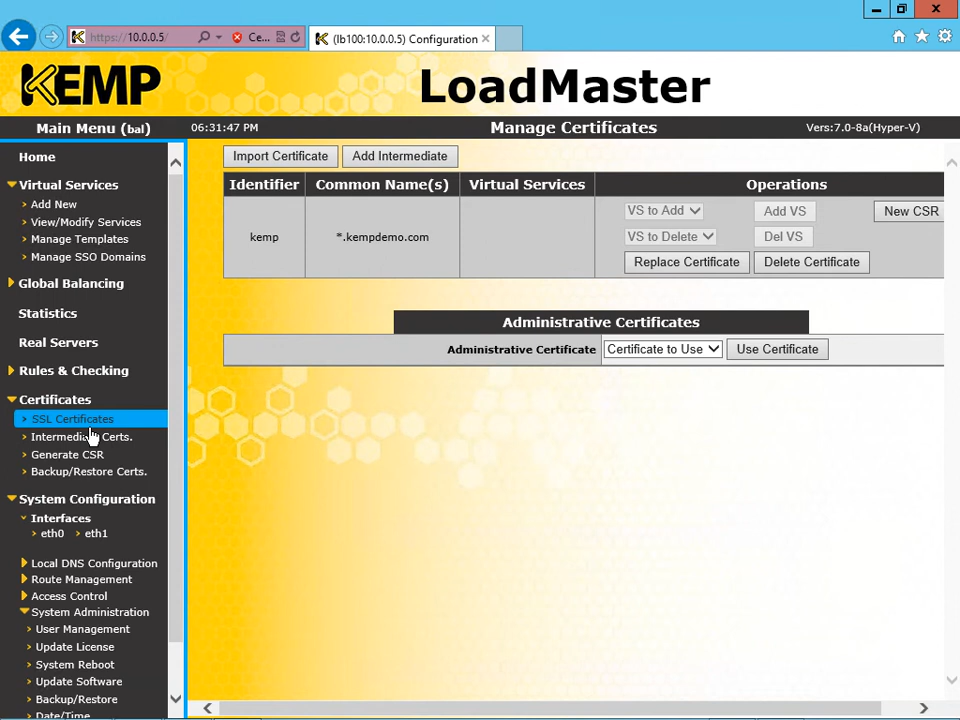 https://10.0.0.5/
Ce...
(lb100:10.0.0.5) Configuration
KEMP
LoadMaster
Main Menu (bal)
06:31:47 PM
Manage Certificates
Vers:7.0-8a(Hyper-V)
Home
Virtual Services
Add New
View/Modify Services
Manage Templates
Manage SSO Domains
Global Balancing
Statistics
Real Servers
Rules & Checking
Certificates
SSL Certificates
Intermediate Certs.
Generate CSR
Backup/Restore Certs.
System Configuration
Interfaces
eth0 eth1
Local DNS Configuration
Route Management
Access Control
System Administration
User Management
Update License
System Reboot
Update Software
Backup/Restore
Date/Time
Import Certificate Add Intermediate
Identifier Common Name(s) Virtual Services Operations
VS to Add Add VS New CSR
kemp *.kempdemo.com VS to Delete Del VS
Replace Certificate Delete Certificate
Administrative Certificates
Administrative Certificate Certificate to Use Use Certificate